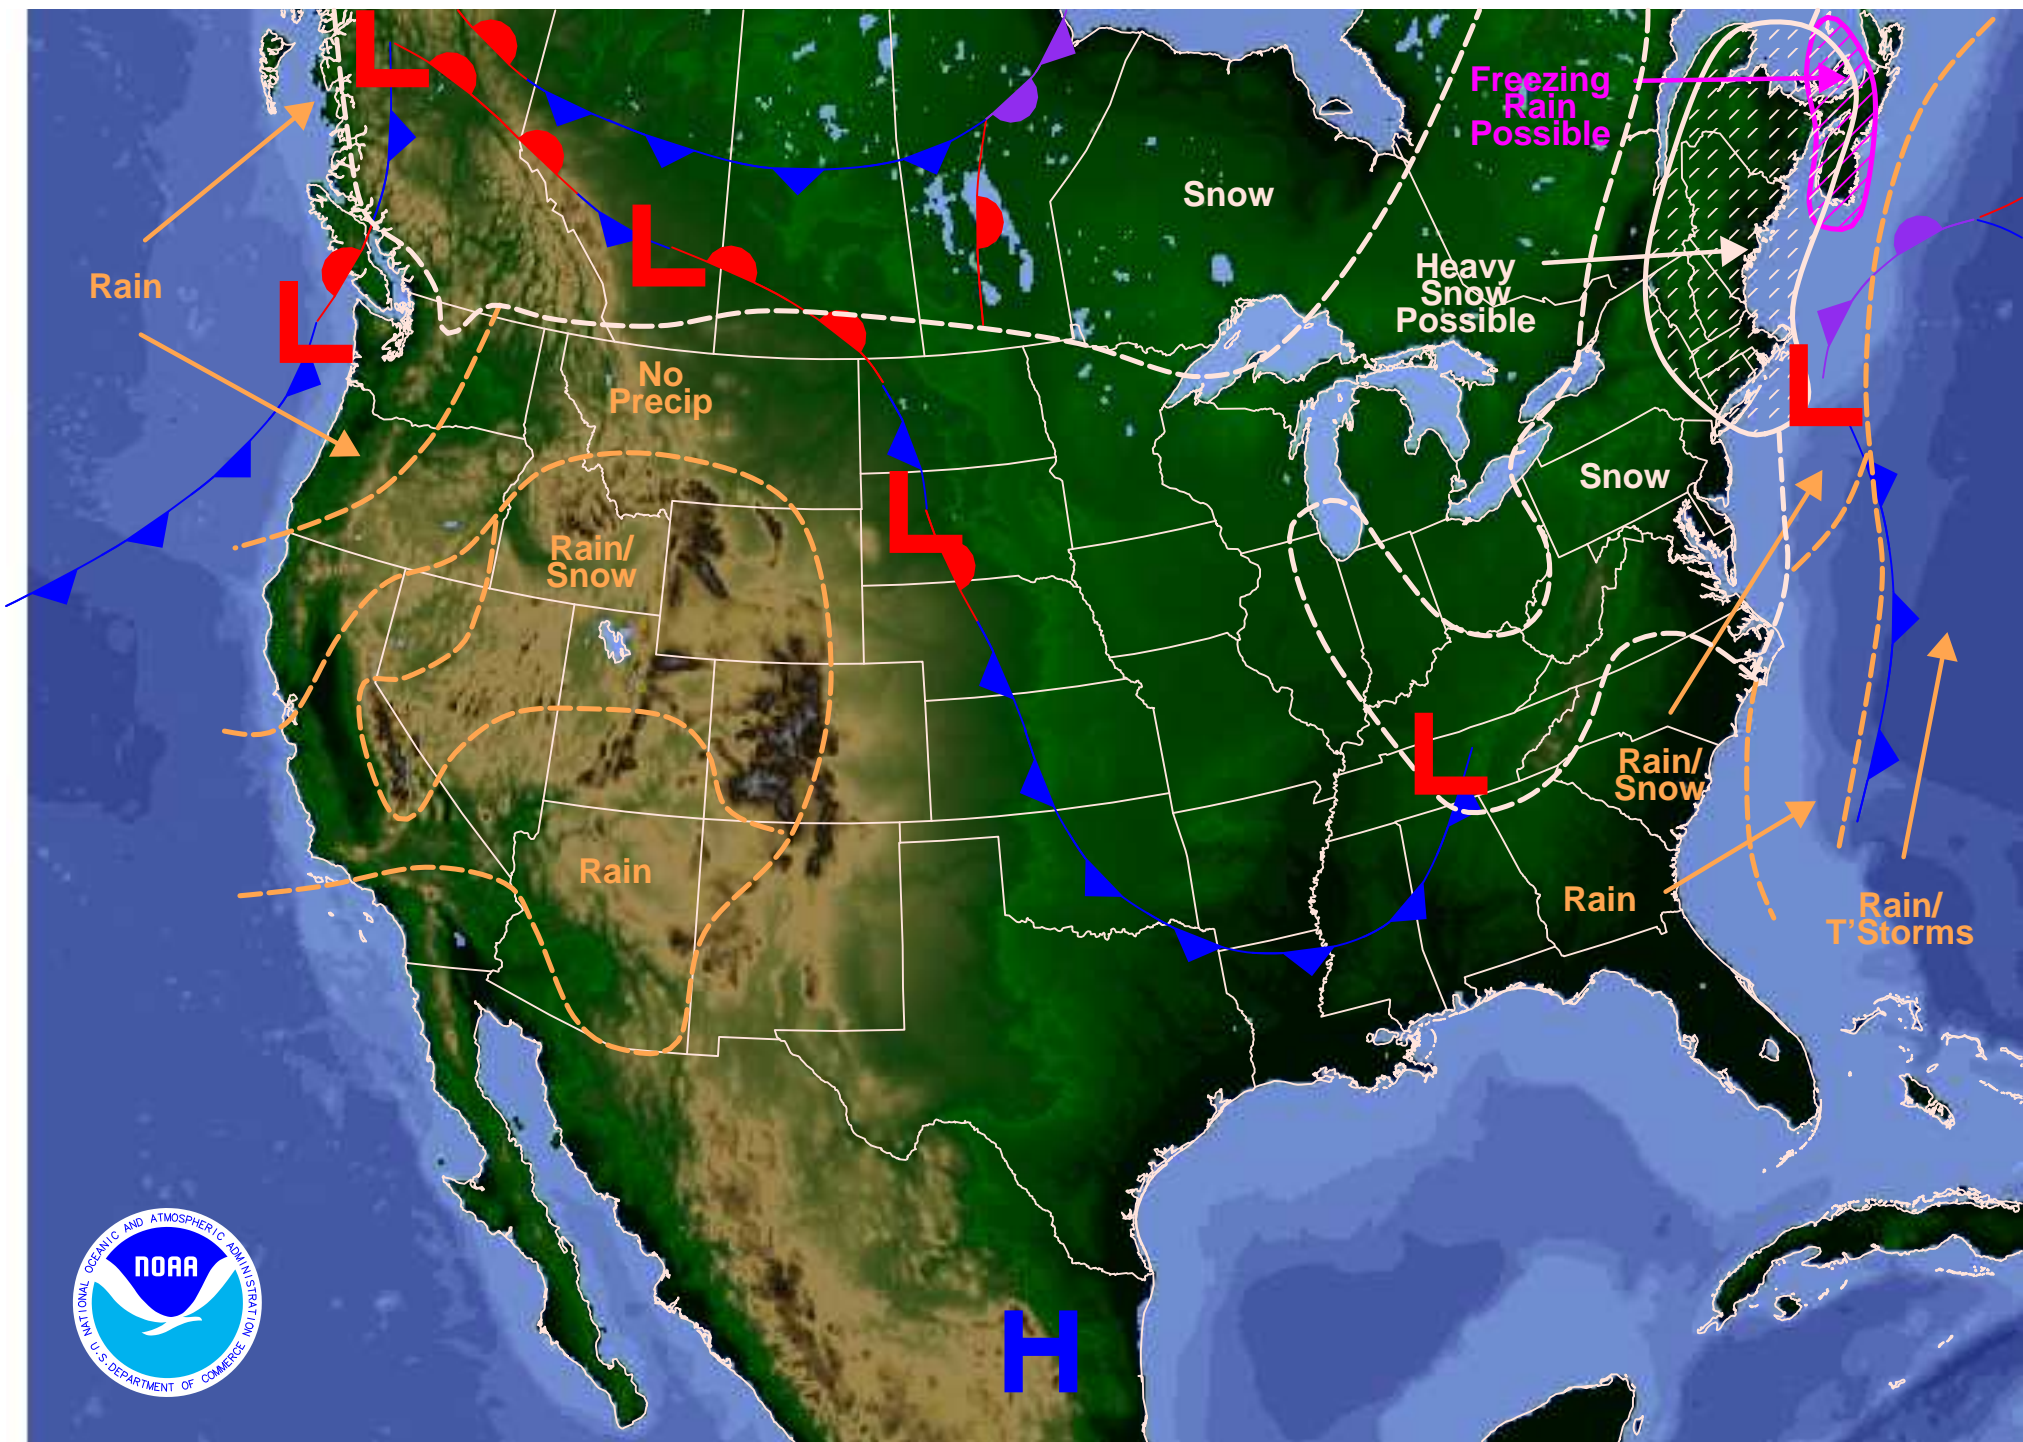 Freezing
Rain
Possible
Snow
Heavy
Snow
Possible
Rain
No
Precip
Snow
Rain/
Snow
Rain/
Snow
Rain
Rain
Rain/
T'Storms
L
L
L
L
L
L
H
NATIONAL OCEANIC AND ATMOSPHERIC ADMINISTRATION
NOAA
U.S. DEPARTMENT OF COMMERCE